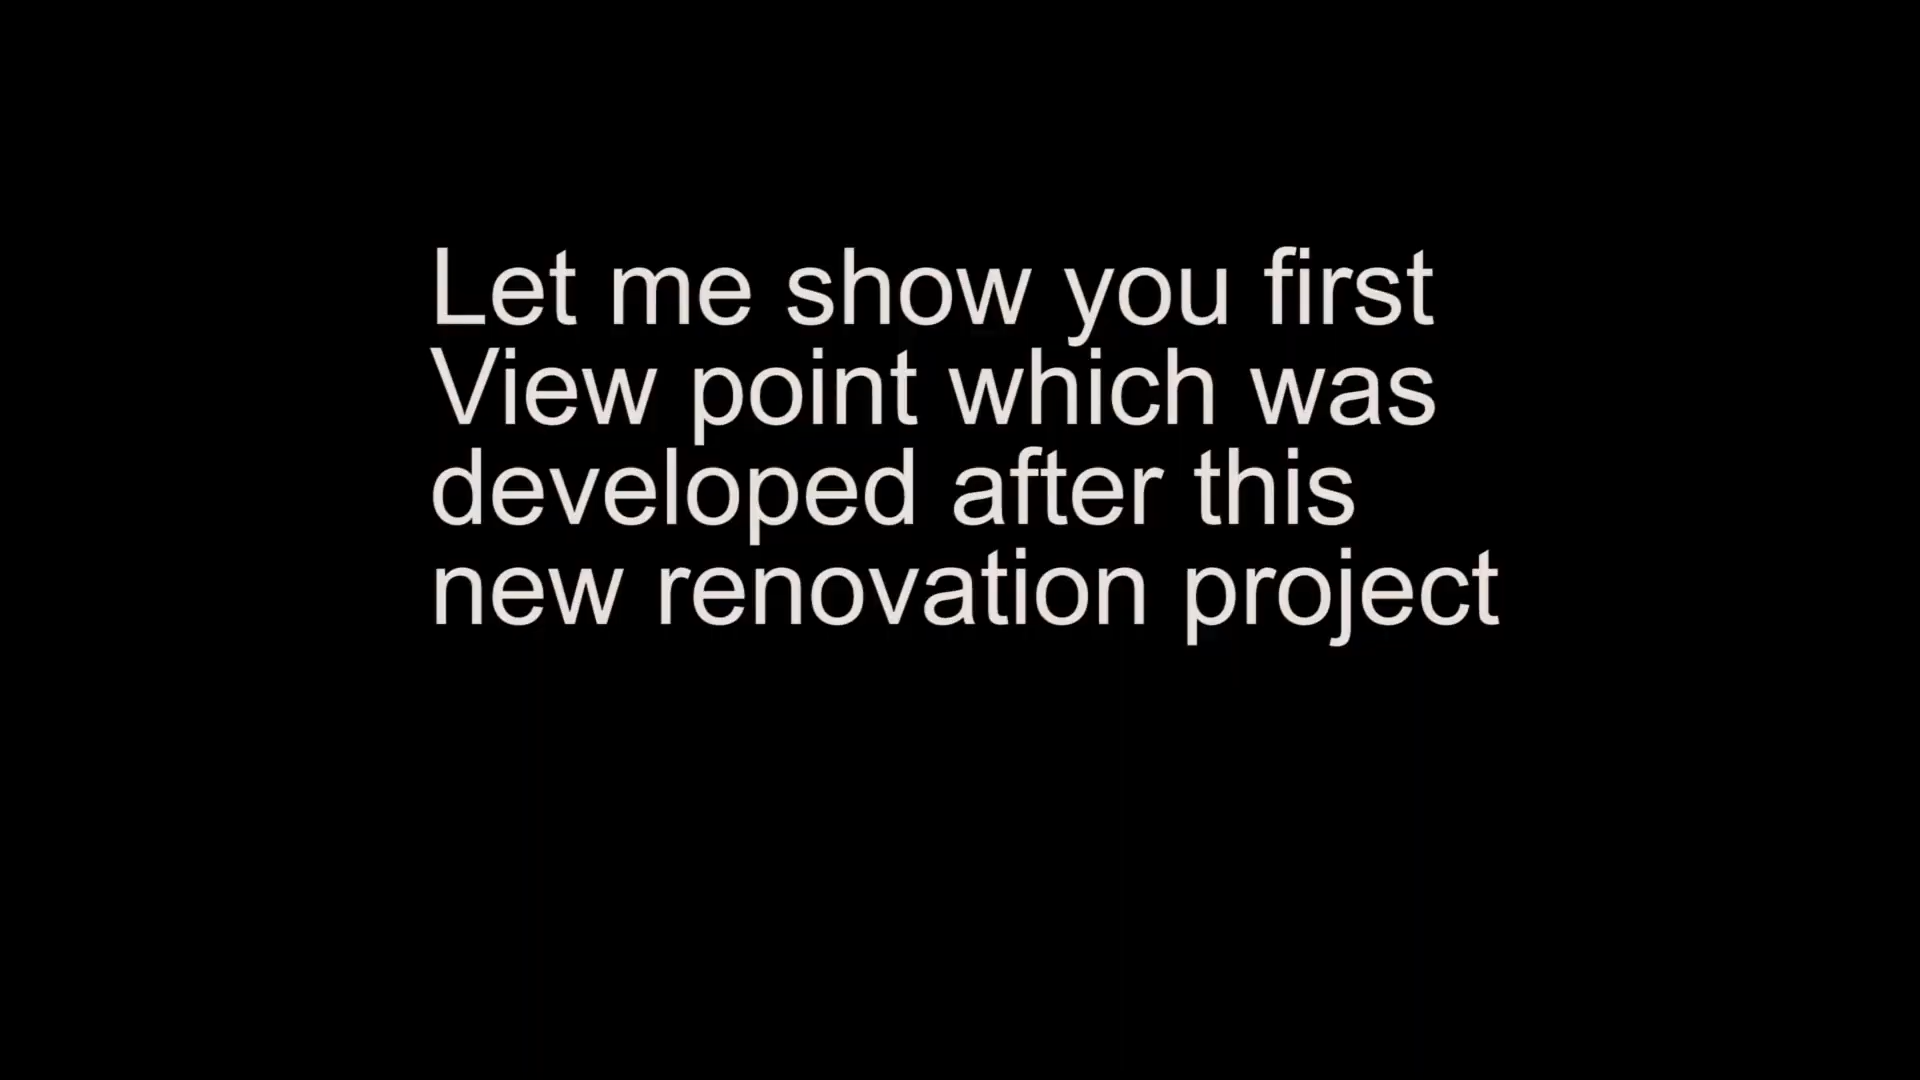 Let me show you first
View point which was
developed after this
new renovation project